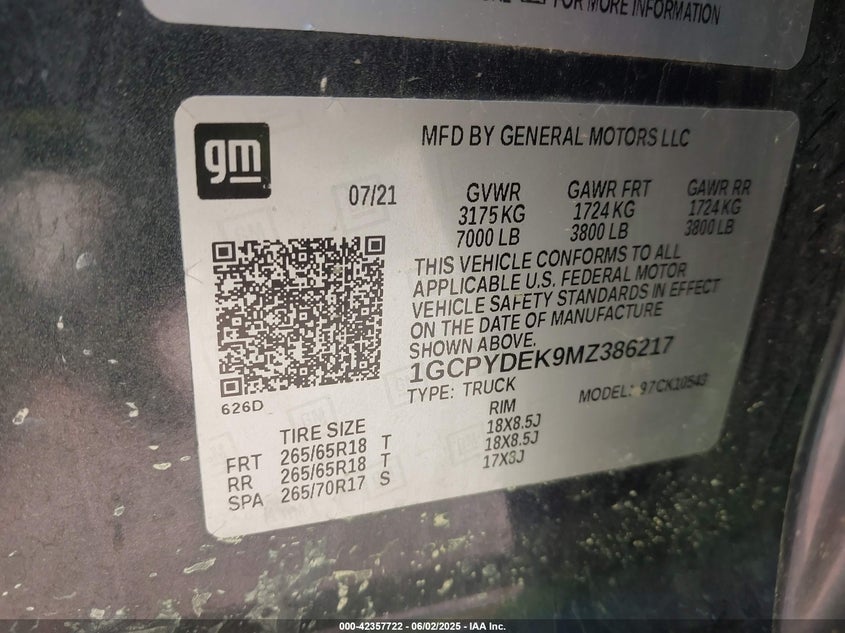 FOR MORE INFORMATION
gm
MFD BY GENERAL MOTORS LLC
07/21
GVWR GAWR FRT GAWR RR
3175 KG 1724 KG 1724 KG
7000 LB 3800 LB 3800 LB
THIS VEHICLE CONFORMS TO ALL
APPLICABLE U.S. FEDERAL MOTOR
VEHICLE SAFETY STANDARDS IN EFFECT
ON THE DATE OF MANUFACTURE
SHOWN ABOVE.
1GCPYDEK9MZ386217
626D
TYPE: TRUCK MODEL: 97CK10543
TIRE SIZE RIM
FRT 265/65R18 T 18X8.5J
RR 265/65R18 T 18X8.5J
SPA 265/70R17 S 17X8J
000-42357722 - 06/02/2025 - IAA Inc.